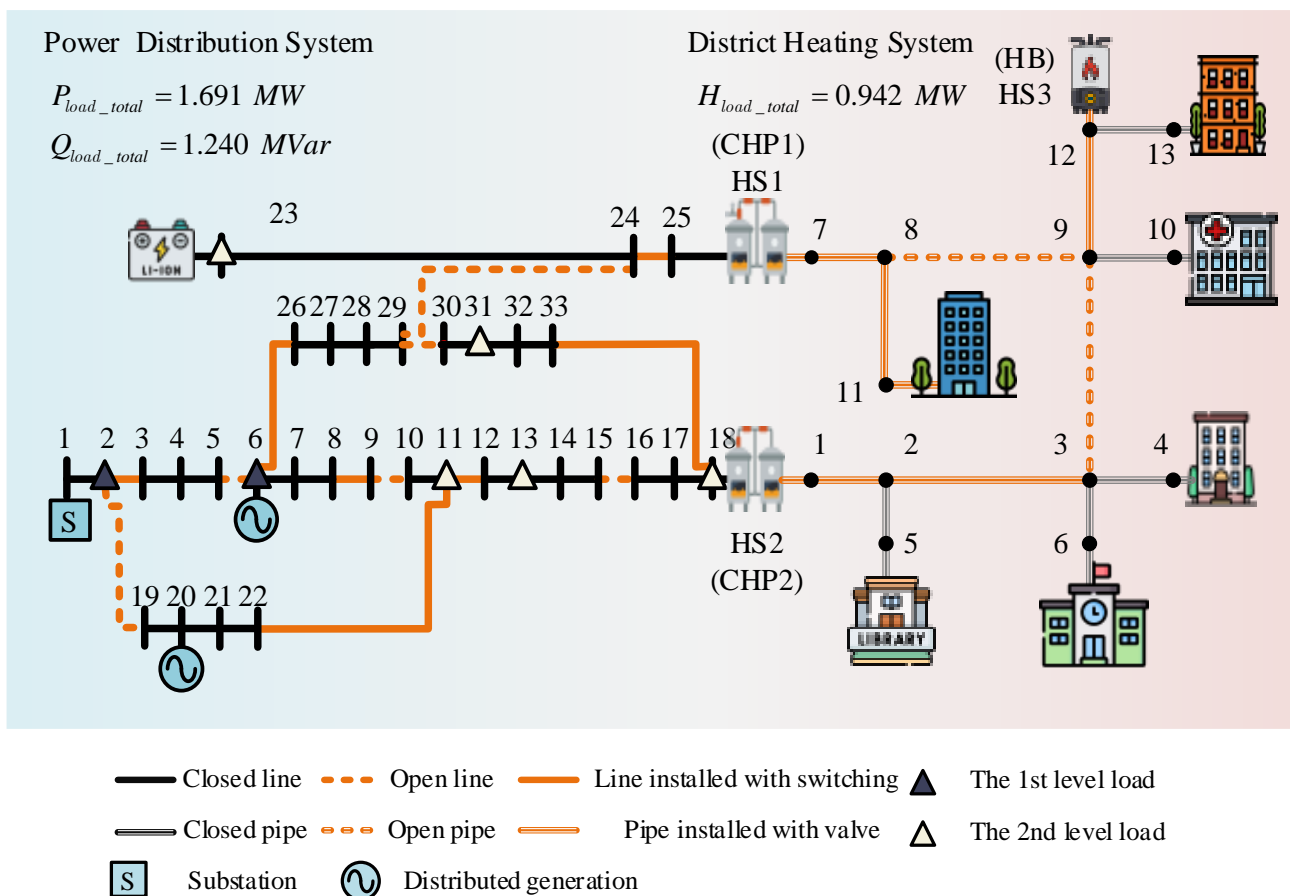 Power Distribution System
P_load_total = 1.691 MW
Q_load_total = 1.240 MVar
District Heating System
H_load_total = 0.942 MW
(HB)
HS3
(CHP1)
HS1
12 13
23 24 25 7 8 9 10
LI-ION
26 27 28 29 30 31 32 33
11
1 2 3 4 5 6 7 8 9 10 11 12 13 14 15 16 17 18 1 2 3 4
S
HS2
(CHP2)
5 6
19 20 21 22
LIBRARY
Closed line Open line Line installed with switching The 1st level load
Closed pipe Open pipe Pipe installed with valve The 2nd level load
S Substation Distributed generation